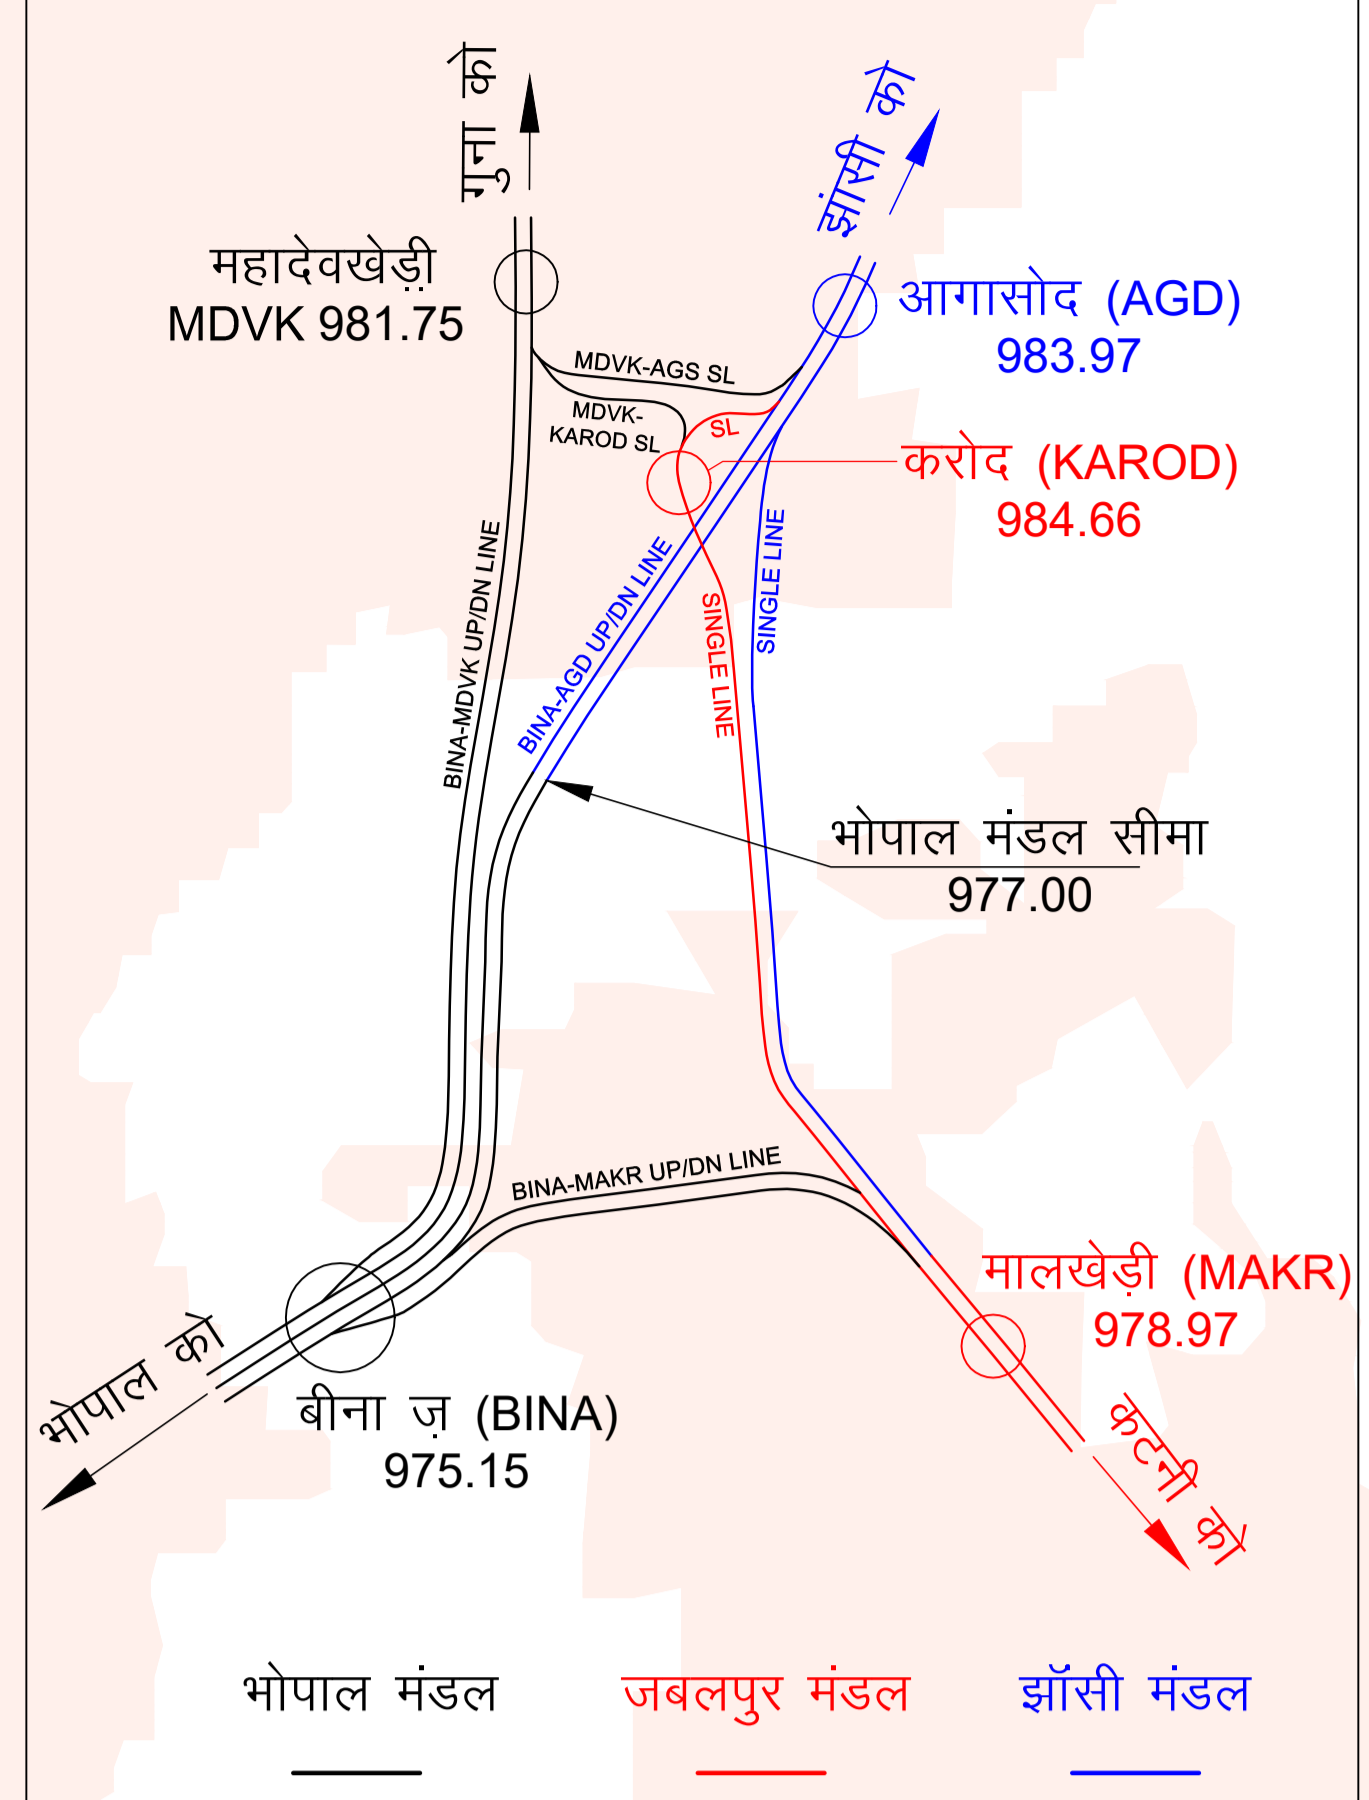 गुना को
झांसी को
महादेवखेड़ी
MDVK 981.75
आगासोद (AGD)
983.97
MDVK-AGS SL
MDVK-
KAROD SL
SL
करोद (KAROD)
984.66
BINA-MDVK UP/DN LINE
BINA-AGD UP/DN LINE
SINGLE LINE
SINGLE LINE
भोपाल मंडल सीमा
977.00
BINA-MAKR UP/DN LINE
मालखेड़ी (MAKR)
978.97
भोपाल को
बीना ज़ (BINA)
975.15
कटनी को
भोपाल मंडल
जबलपुर मंडल
झॉंसी मंडल